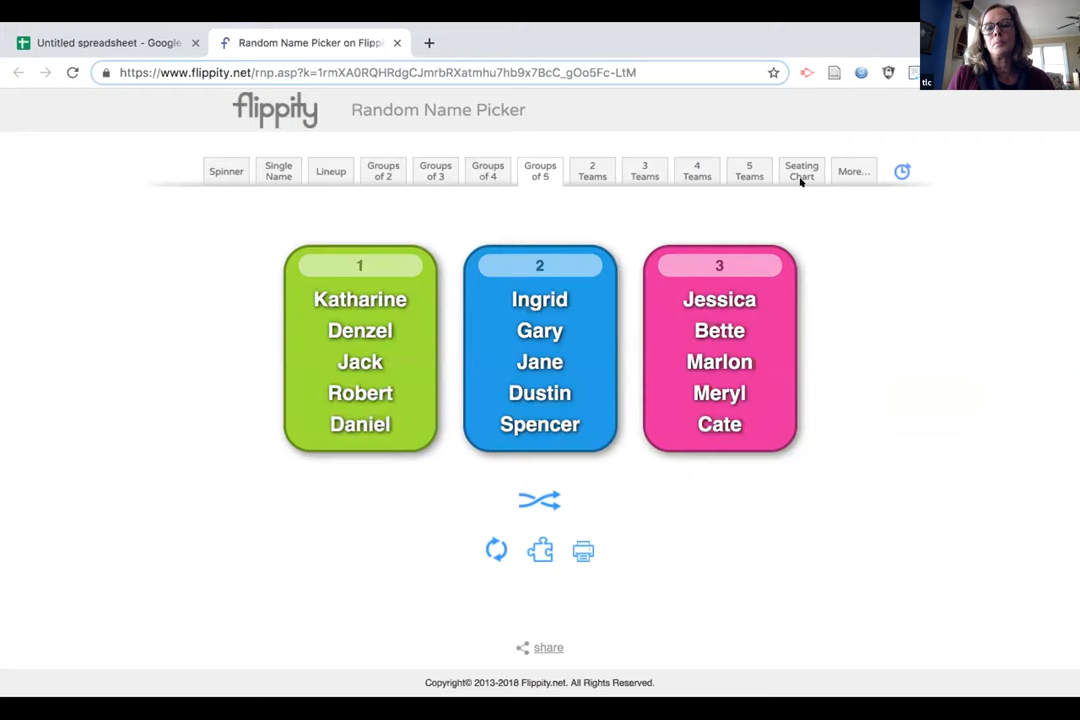 Untitled spreadsheet - Google
Random Name Picker on Flippi
https://www.flippity.net/rnp.asp?k=1rmXA0RQHRdgCJmrbRXatmhu7hb9x7BcC_gOo5Fc-LtM
tlc
flippity
Random Name Picker
Spinner
Single
Name
Lineup
Groups
of 2
Groups
of 3
Groups
of 4
Groups
of 5
2
Teams
3
Teams
4
Teams
5
Teams
Seating
Chart
More...
1
Katharine
Denzel
Jack
Robert
Daniel
2
Ingrid
Gary
Jane
Dustin
Spencer
3
Jessica
Bette
Marlon
Meryl
Cate
share
Copyright© 2013-2018 Flippity.net. All Rights Reserved.